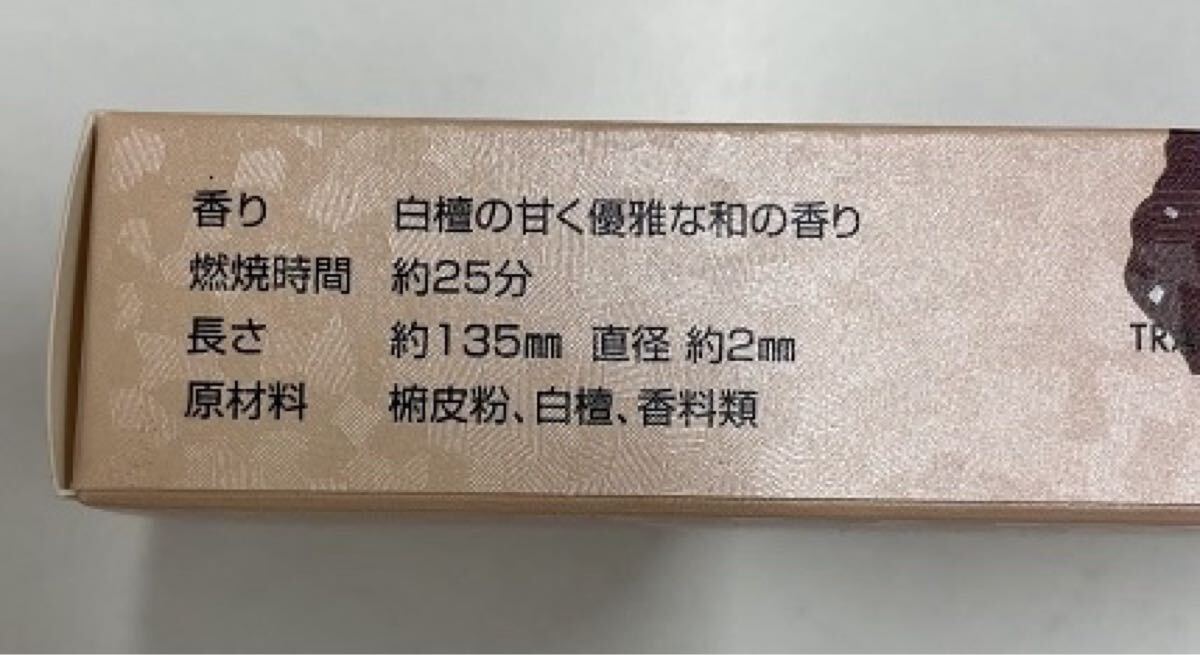 香り 白檀の甘く優雅な和の香り
燃焼時間 約25分
長さ 約135㎜ 直径 約2㎜
原材料 椨皮粉、白檀、香料類